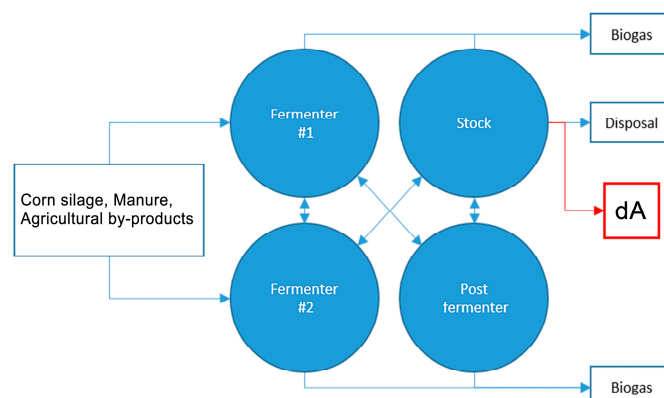 Biogas
Fermenter
#1
Stock
Disposal
Corn silage, Manure,
Agricultural by-products
dA
Fermenter
#2
Post
fermenter
Biogas